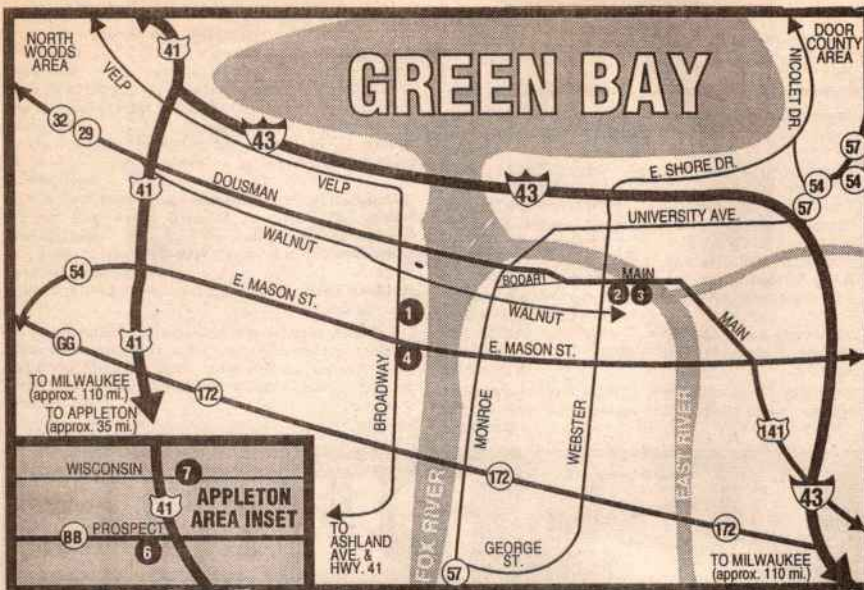 NORTH
WOODS
AREA
41
VELP
GREEN BAY
NICOLET DR.
DOOR
COUNTY
AREA
32
29
43
57
54
54
41
DOUSMAN
VELP
43
E. SHORE DR.
57
UNIVERSITY AVE.
WALNUT
54
E. MASON ST.
BODART
MAIN
2
3
1
WALNUT
MAIN
GG
41
4
E. MASON ST.
TO MILWAUKEE
(approx. 110 mi.)
172
TO APPLETON
(approx. 35 mi.)
BROADWAY
MONROE
WEBSTER
141
EAST RIVER
WISCONSIN
7
41
APPLETON
AREA INSET
BB
PROSPECT
6
172
43
172
FOX RIVER
TO
ASHLAND
AVE. &
HWY. 41
57
GEORGE
ST.
TO MILWAUKEE
(approx. 110 mi.)